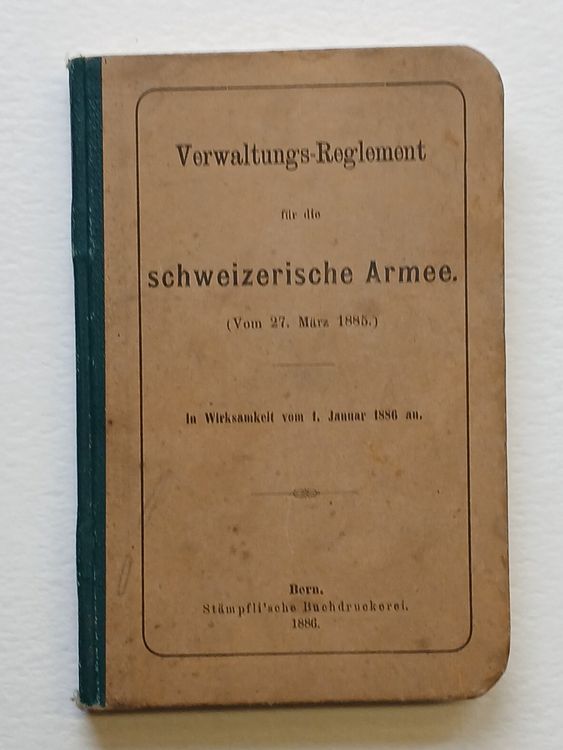 Verwaltungs-Reglement
für die
schweizerische Armee.
(Vom 27. März 1885.)
In Wirksamkeit vom 1. Januar 1886 an.
Bern.
Stämpfli'sche Buchdruckerei.
1886.